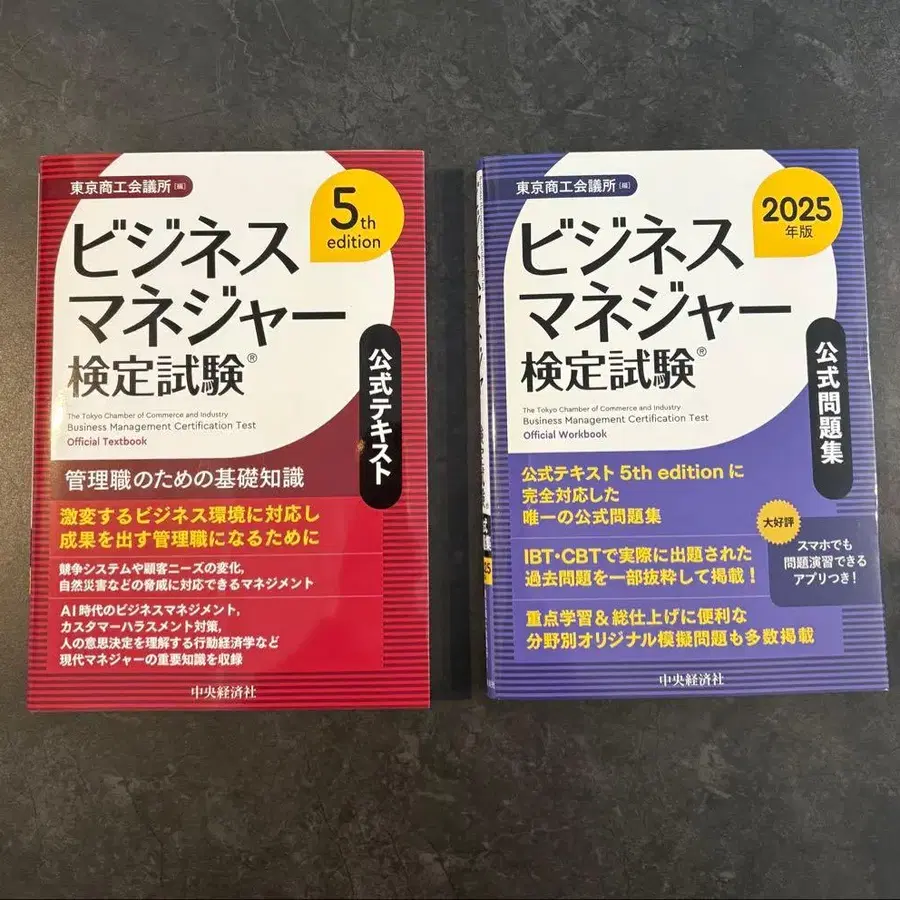 東京商工会議所[編]
5th
edition
ビジネス
マネジャー
検定試験®
公式テキスト
The Tokyo Chamber of Commerce and Industry
Business Management Certification Test
Official Textbook
管理職のための基礎知識
激変するビジネス環境に対応し
成果を出す管理職になるために
競争システムや顧客ニーズの変化,
自然災害などの脅威に対応できるマネジメント
AI時代のビジネスマネジメント,
カスタマーハラスメント対策,
人の意思決定を理解する行動経済学など
現代マネジャーの重要知識を収録
中央経済社
東京商工会議所[編]
2025
年版
ビジネス
マネジャー
検定試験®
公式問題集
The Tokyo Chamber of Commerce and Industry
Business Management Certification Test
Official Workbook
公式テキスト 5th edition に
完全対応した
唯一の公式問題集
大好評
スマホでも
問題演習できる
アプリつき!
IBT・CBTで実際に出題された
過去問題を一部抜粋して掲載!
重点学習&総仕上げに便利な
分野別オリジナル模擬問題も多数掲載
中央経済社